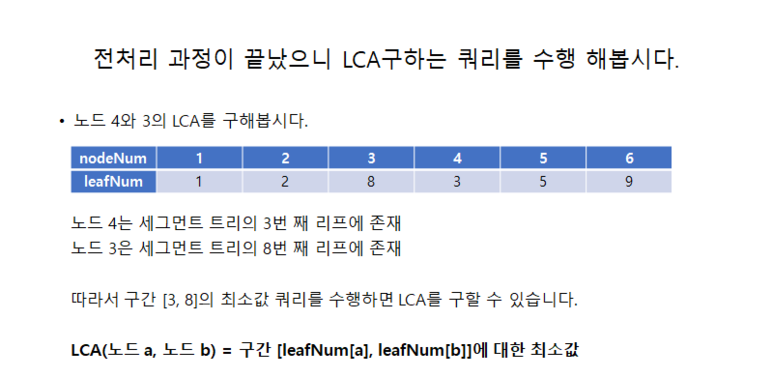 전처리 과정이 끝났으니 LCA구하는 쿼리를 수행 해봅시다.
• 노드 4와 3의 LCA를 구해봅시다.
nodeNum 1 2 3 4 5 6
leafNum 1 2 8 3 5 9
노드 4는 세그먼트 트리의 3번 째 리프에 존재
노드 3은 세그먼트 트리의 8번 째 리프에 존재
따라서 구간 [3, 8]의 최소값 쿼리를 수행하면 LCA를 구할 수 있습니다.
LCA(노드 a, 노드 b) = 구간 [leafNum[a], leafNum[b]]에 대한 최소값